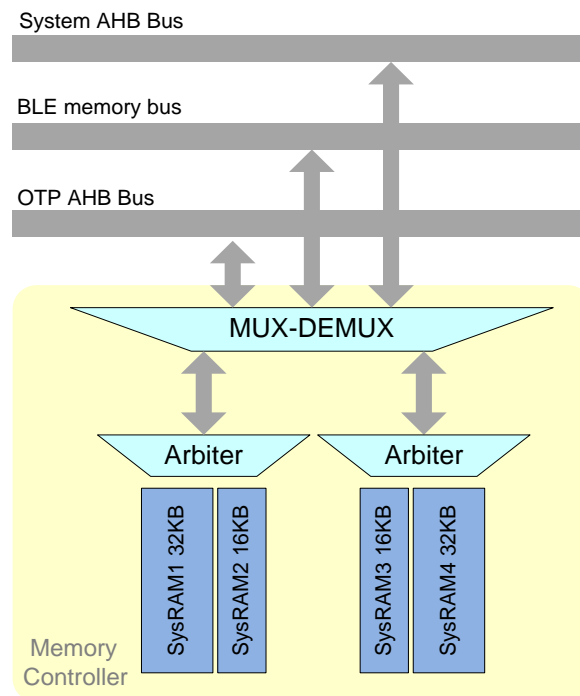 System AHB Bus
BLE memory bus
OTP AHB Bus
MUX-DEMUX
Arbiter
Arbiter
SysRAM1 32KB
SysRAM2 16KB
SysRAM3 16KB
SysRAM4 32KB
Memory
Controller